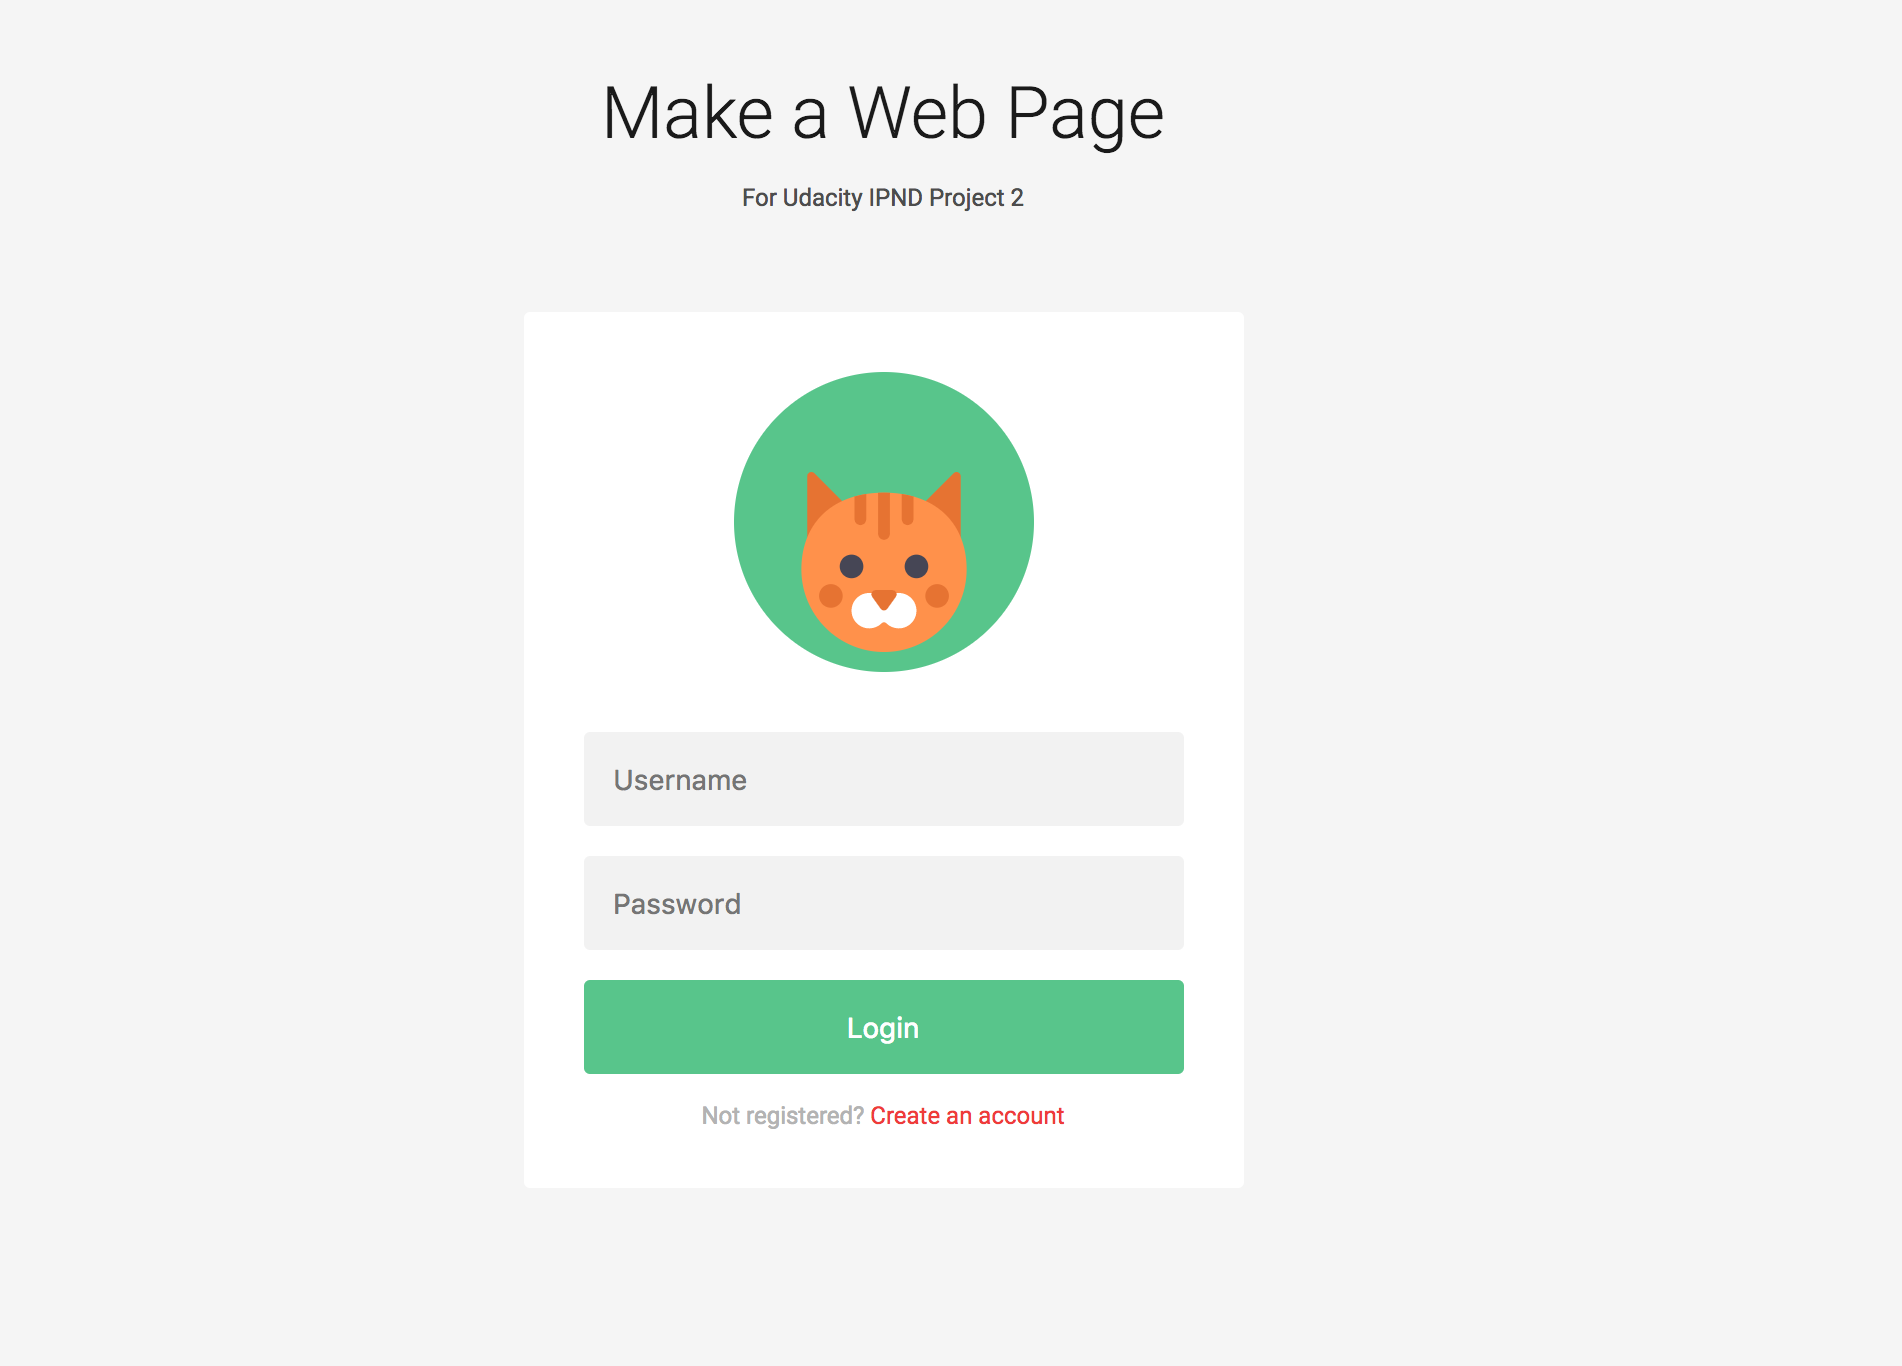 Make a Web Page
For Udacity IPND Project 2
Username
Password
Login
Not registered? Create an account